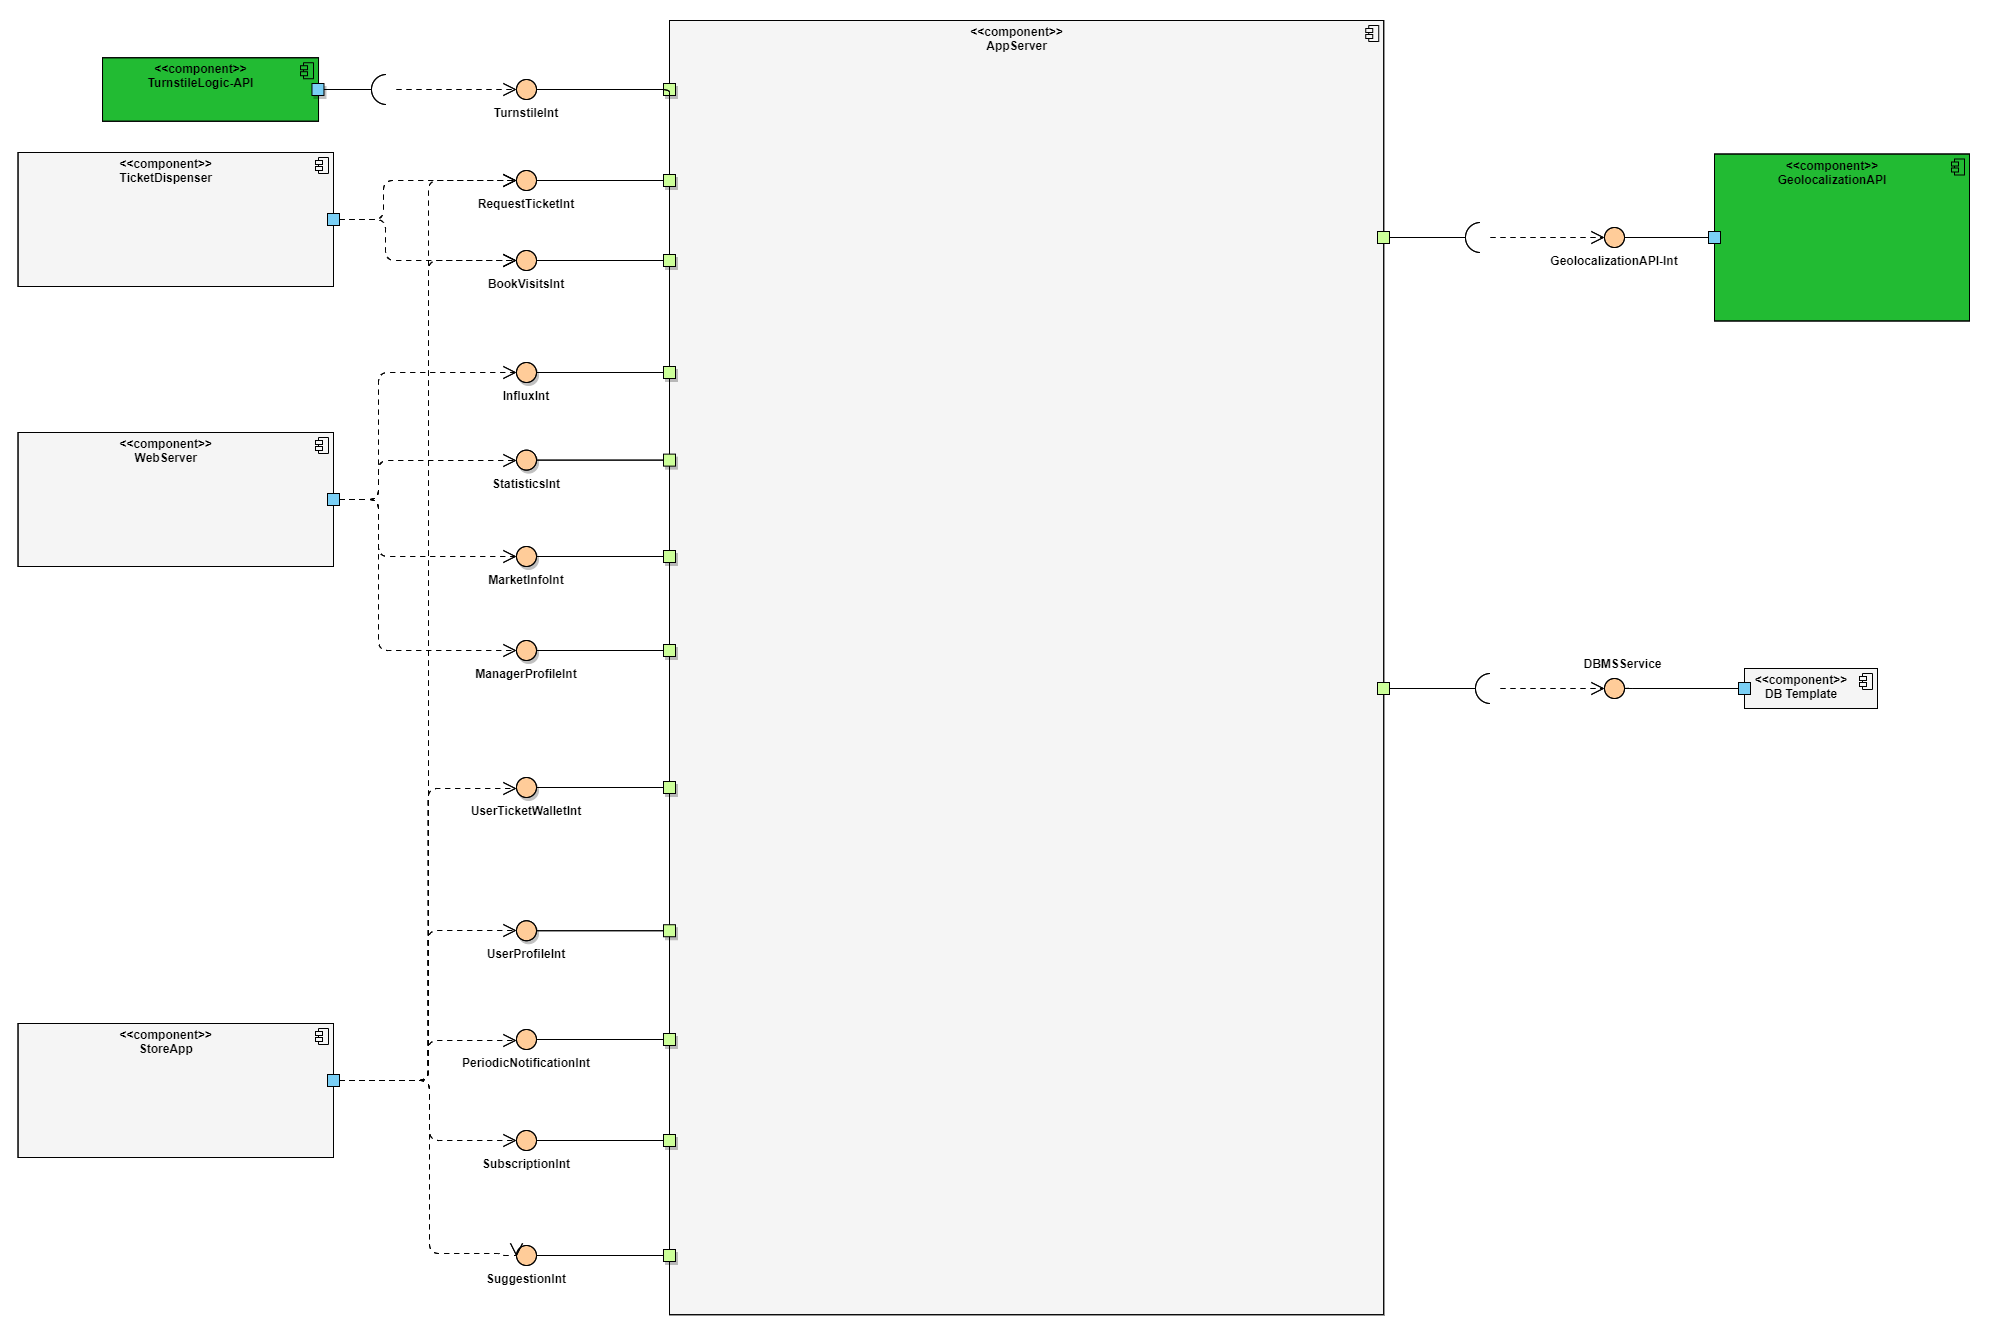 <<component>>
AppServer
<<component>>
TurnstileLogic-API
TurnstileInt
<<component>>
TicketDispenser
RequestTicketInt
BookVisitsInt
<<component>>
GeolocalizationAPI
GeolocalizationAPI-Int
InfluxInt
<<component>>
WebServer
StatisticsInt
MarketInfoInt
ManagerProfileInt
DBMSService
<<component>>
DB Template
UserTicketWalletInt
UserProfileInt
<<component>>
StoreApp
PeriodicNotificationInt
SubscriptionInt
SuggestionInt